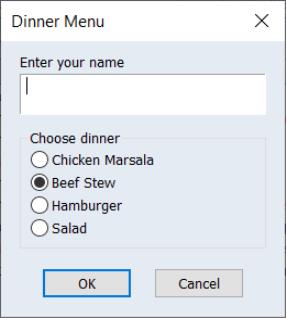 Dinner Menu
Enter your name
Choose dinner
Chicken Marsala
Beef Stew
Hamburger
Salad
OK
Cancel